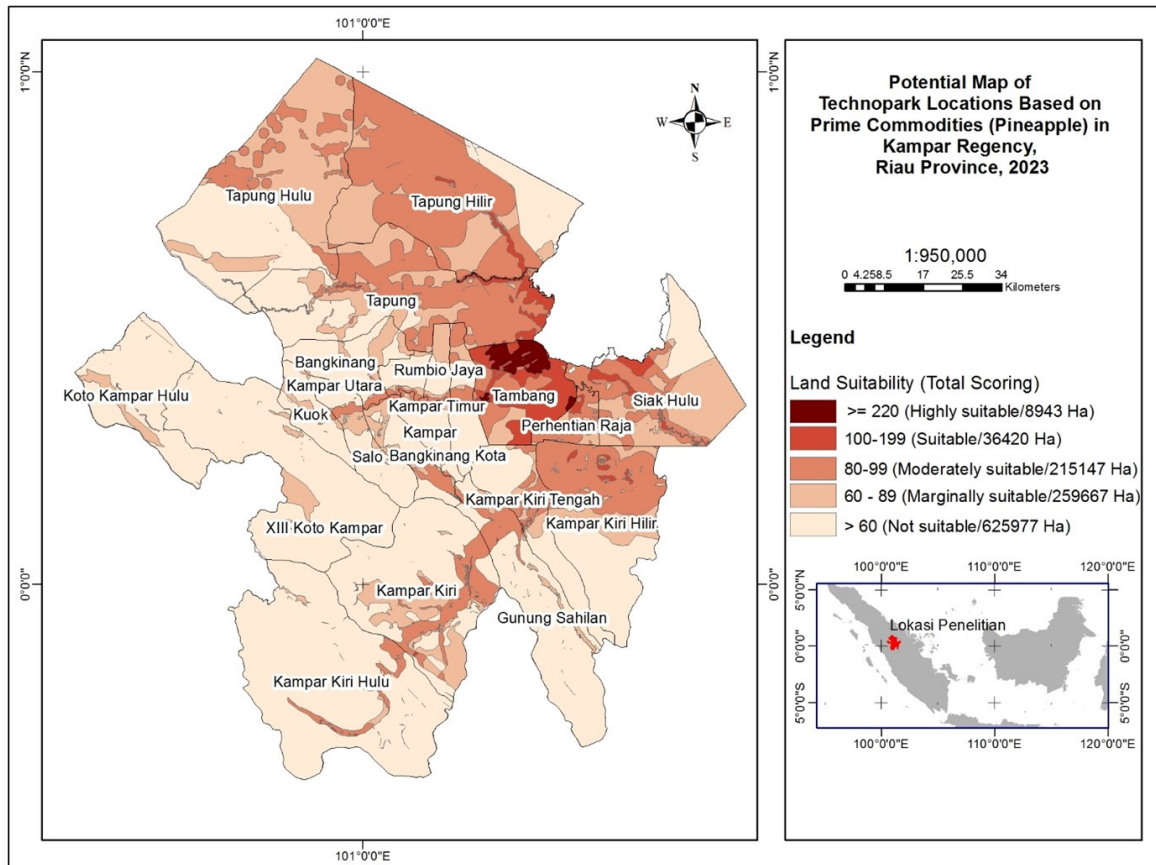 101°0'0"E
1°0'0"N
1°0'0"N
N
W
E
S
Tapung Hulu
Tapung Hilir
Tapung
Bangkinang
Rumbio Jaya
Kampar Utara
Tambang
Siak Hulu
Koto Kampar Hulu
Kuok
Kampar Timur
Perhentian Raja
Kampar
Salo
Bangkinang Kota
Kampar Kiri Tengah
XIII Koto Kampar
Kampar Kiri Hilir
0°0'0"
0°0'0"
Kampar Kiri
Gunung Sahilan
Kampar Kiri Hulu
101°0'0"E
Potential Map of
Technopark Locations Based on
Prime Commodities (Pineapple) in
Kampar Regency,
Riau Province, 2023
1:950,000
0 4.258.5 17 25.5 34
Kilometers
Legend
Land Suitability (Total Scoring)
>= 220 (Highly suitable/8943 Ha)
100-199 (Suitable/36420 Ha)
80-99 (Moderately suitable/215147 Ha)
60 - 89 (Marginally suitable/259667 Ha)
> 60 (Not suitable/625977 Ha)
100°0'0"E 110°0'0"E 120°0'0"E
5°0'0"N
5°0'0"N
Lokasi Penelitian
0°0'0"
0°0'0"
5°0'0"S
5°0'0"S
100°0'0"E 110°0'0"E 120°0'0"E